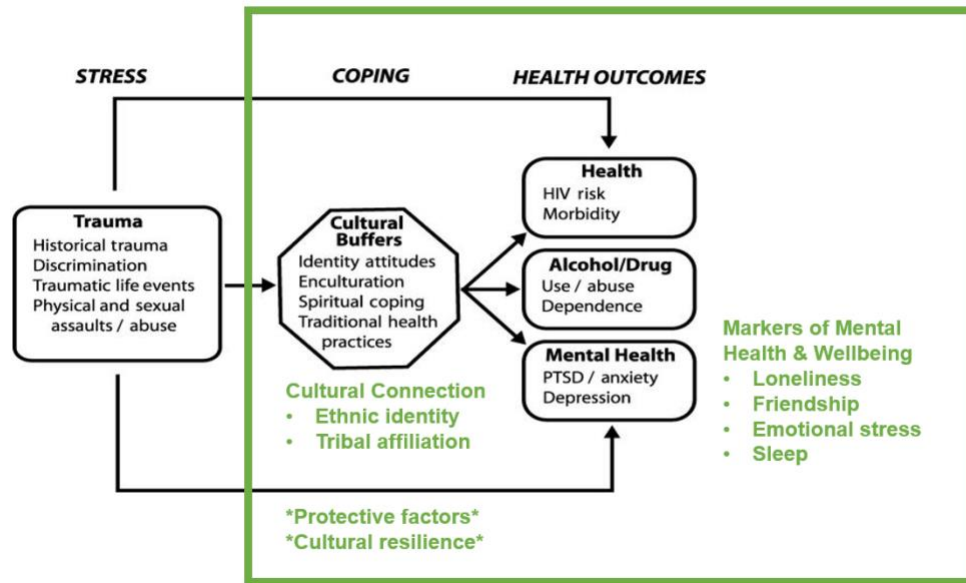 STRESS
COPING
HEALTH OUTCOMES
Trauma
Historical trauma
Discrimination
Traumatic life events
Physical and sexual
assaults / abuse
Cultural
Buffers
Identity attitudes
Enculturation
Spiritual coping
Traditional health
practices
Health
HIV risk
Morbidity
Alcohol/Drug
Use / abuse
Dependence
Mental Health
PTSD / anxiety
Depression
Cultural Connection
• Ethnic identity
• Tribal affiliation
Markers of Mental
Health & Wellbeing
• Loneliness
• Friendship
• Emotional stress
• Sleep
*Protective factors*
*Cultural resilience*